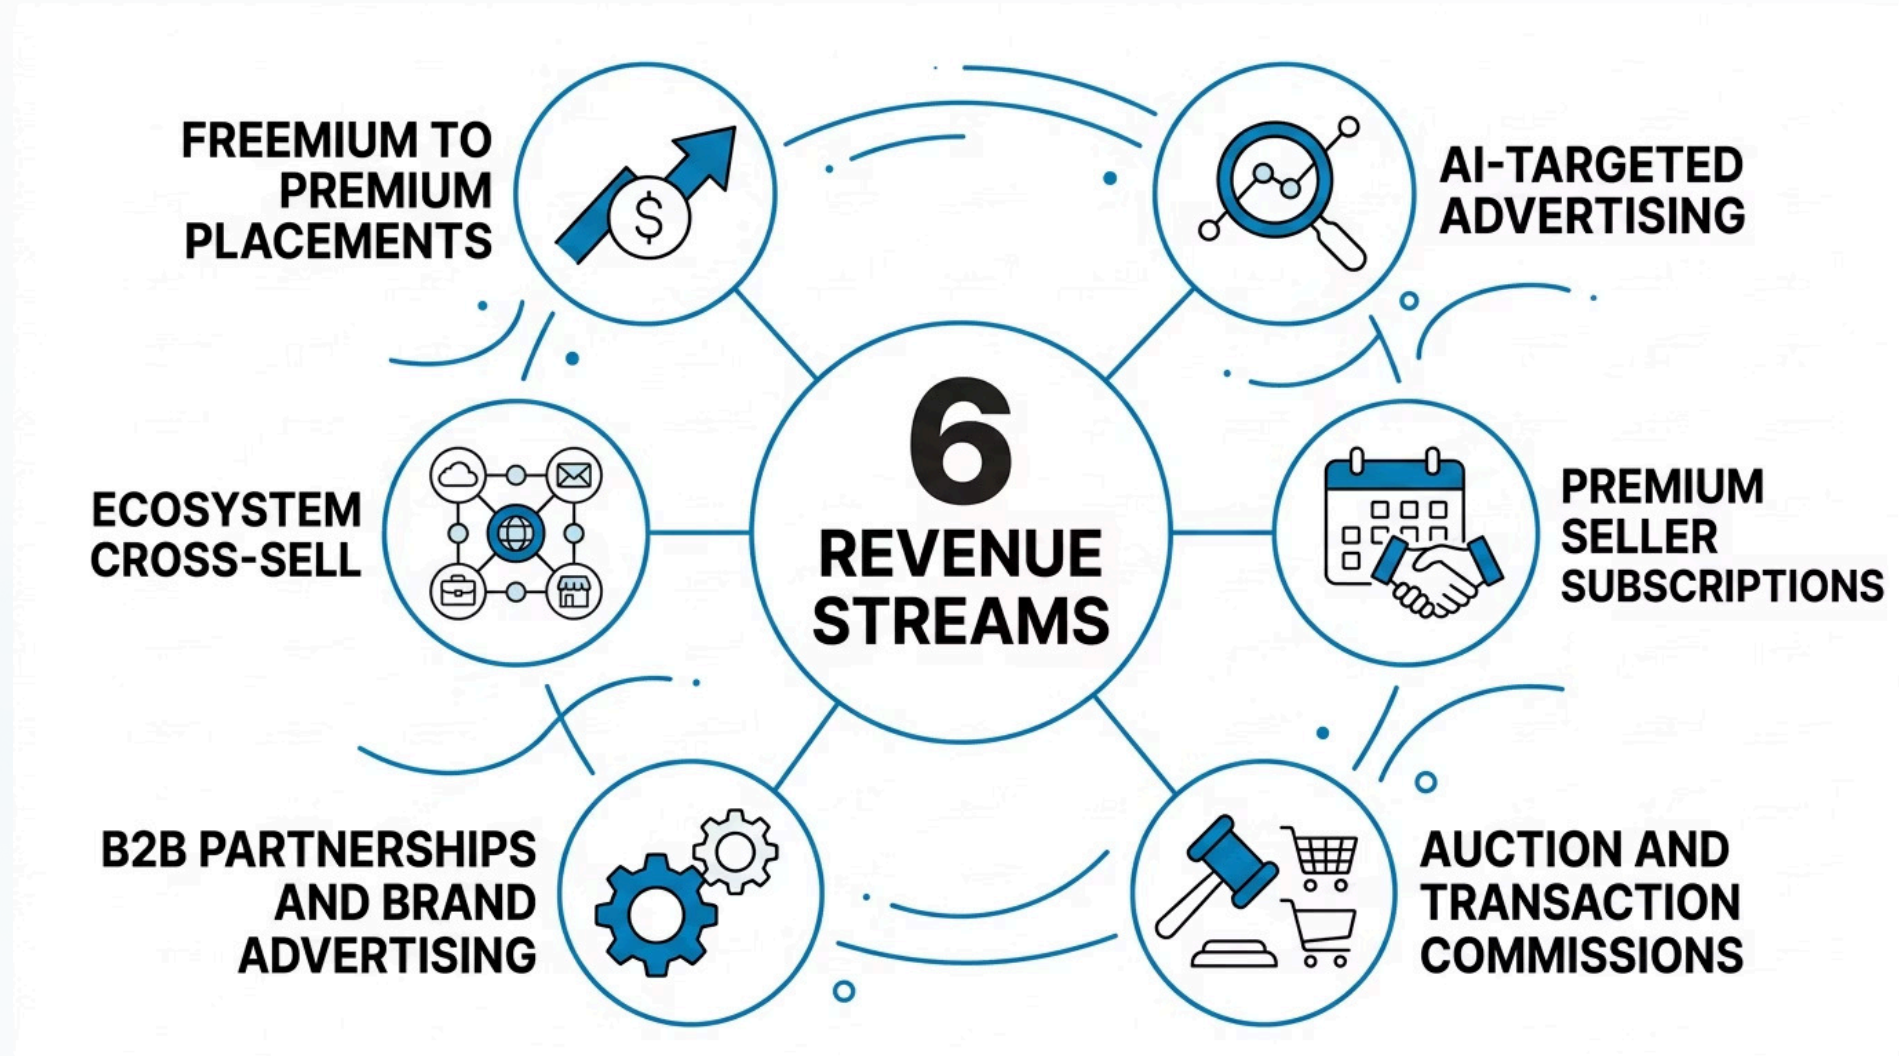 FREEMIUM TO
PREMIUM
PLACEMENTS
$
AI-TARGETED
ADVERTISING
ECOSYSTEM
CROSS-SELL
6
REVENUE
STREAMS
PREMIUM
SELLER
SUBSCRIPTIONS
B2B PARTNERSHIPS
AND BRAND
ADVERTISING
AUCTION AND
TRANSACTION
COMMISSIONS